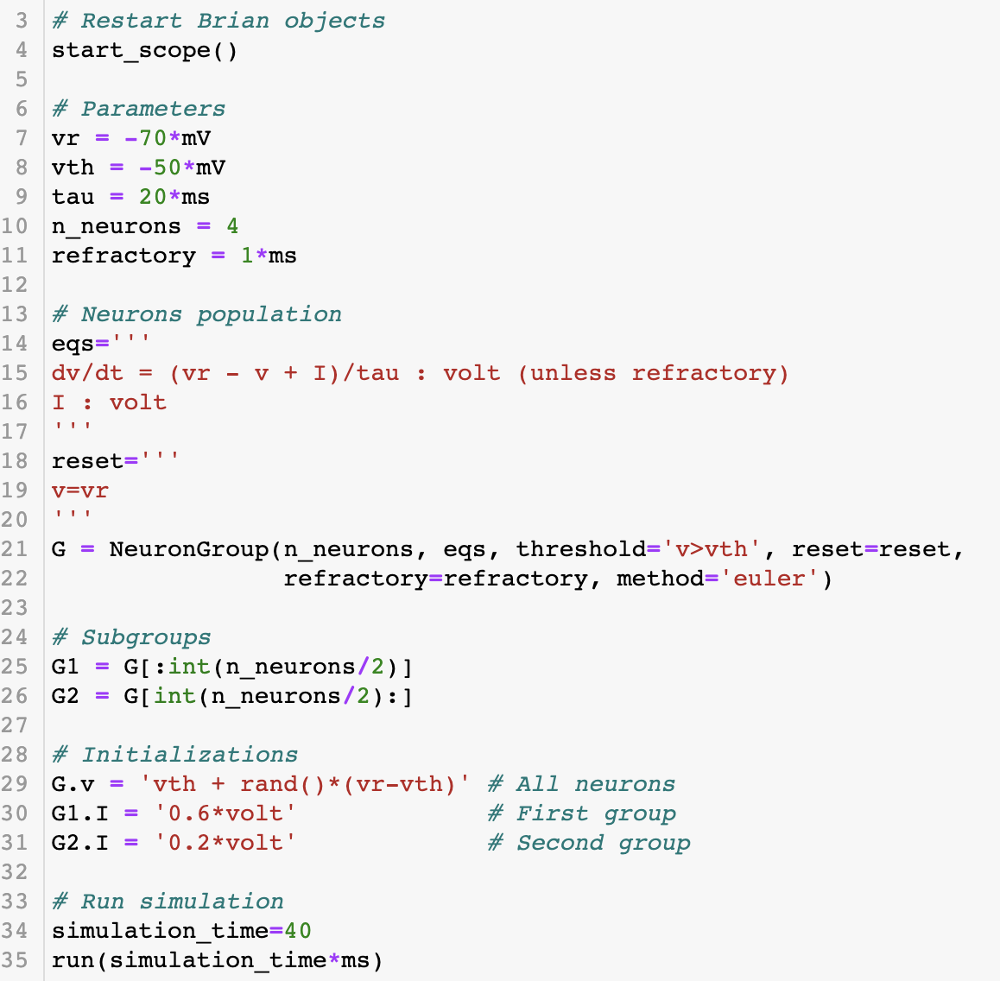 3 # Restart Brian objects
4 start_scope()
5
6 # Parameters
7 vr = -70*mV
8 vth = -50*mV
9 tau = 20*ms
10 n_neurons = 4
11 refractory = 1*ms
12
13 # Neurons population
14 eqs='''
15 dv/dt = (vr - v + I)/tau : volt (unless refractory)
16 I : volt
17 '''
18 reset='''
19 v=vr
20 '''
21 G = NeuronGroup(n_neurons, eqs, threshold='v>vth', reset=reset,
22                 refractory=refractory, method='euler')
23
24 # Subgroups
25 G1 = G[:int(n_neurons/2)]
26 G2 = G[int(n_neurons/2):]
27
28 # Initializations
29 G.v = 'vth + rand()*(vr-vth)' # All neurons
30 G1.I = '0.6*volt'             # First group
31 G2.I = '0.2*volt'             # Second group
32
33 # Run simulation
34 simulation_time=40
35 run(simulation_time*ms)